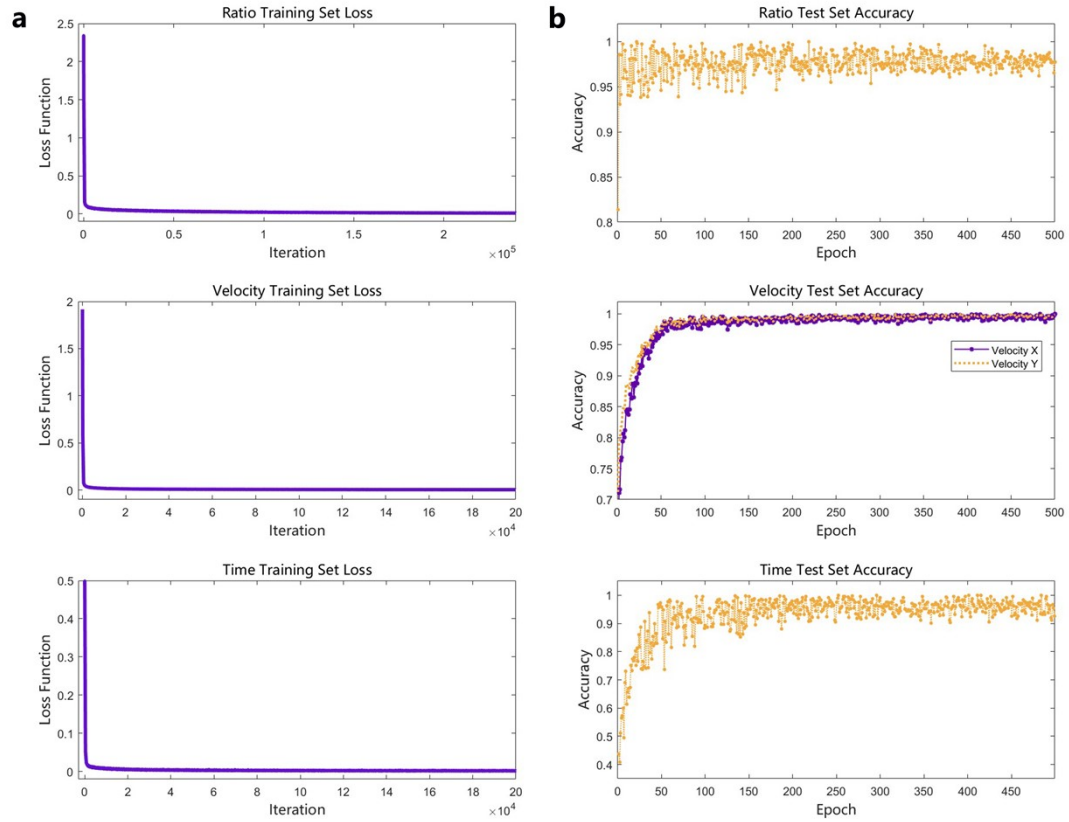 a
Ratio Training Set Loss
2.5
2
1.5
1
0.5
0
Loss Function
0 0.5 1 1.5 2
×10^5
Iteration
b
Ratio Test Set Accuracy
1
0.95
0.9
0.85
0.8
Accuracy
0 50 100 150 200 250 300 350 400 450 500
Epoch
Velocity Training Set Loss
2
1.5
1
0.5
0
Loss Function
0 2 4 6 8 10 12 14 16 18 20
×10^4
Iteration
Velocity Test Set Accuracy
1
0.95
0.9
0.85
0.8
0.75
0.7
Accuracy
Velocity X
Velocity Y
0 50 100 150 200 250 300 350 400 450 500
Epoch
Time Training Set Loss
0.5
0.4
0.3
0.2
0.1
0
Loss Function
0 2 4 6 8 10 12 14 16 18 20
×10^4
Iteration
Time Test Set Accuracy
1
0.9
0.8
0.7
0.6
0.5
0.4
Accuracy
0 50 100 150 200 250 300 350 400 450 500
Epoch